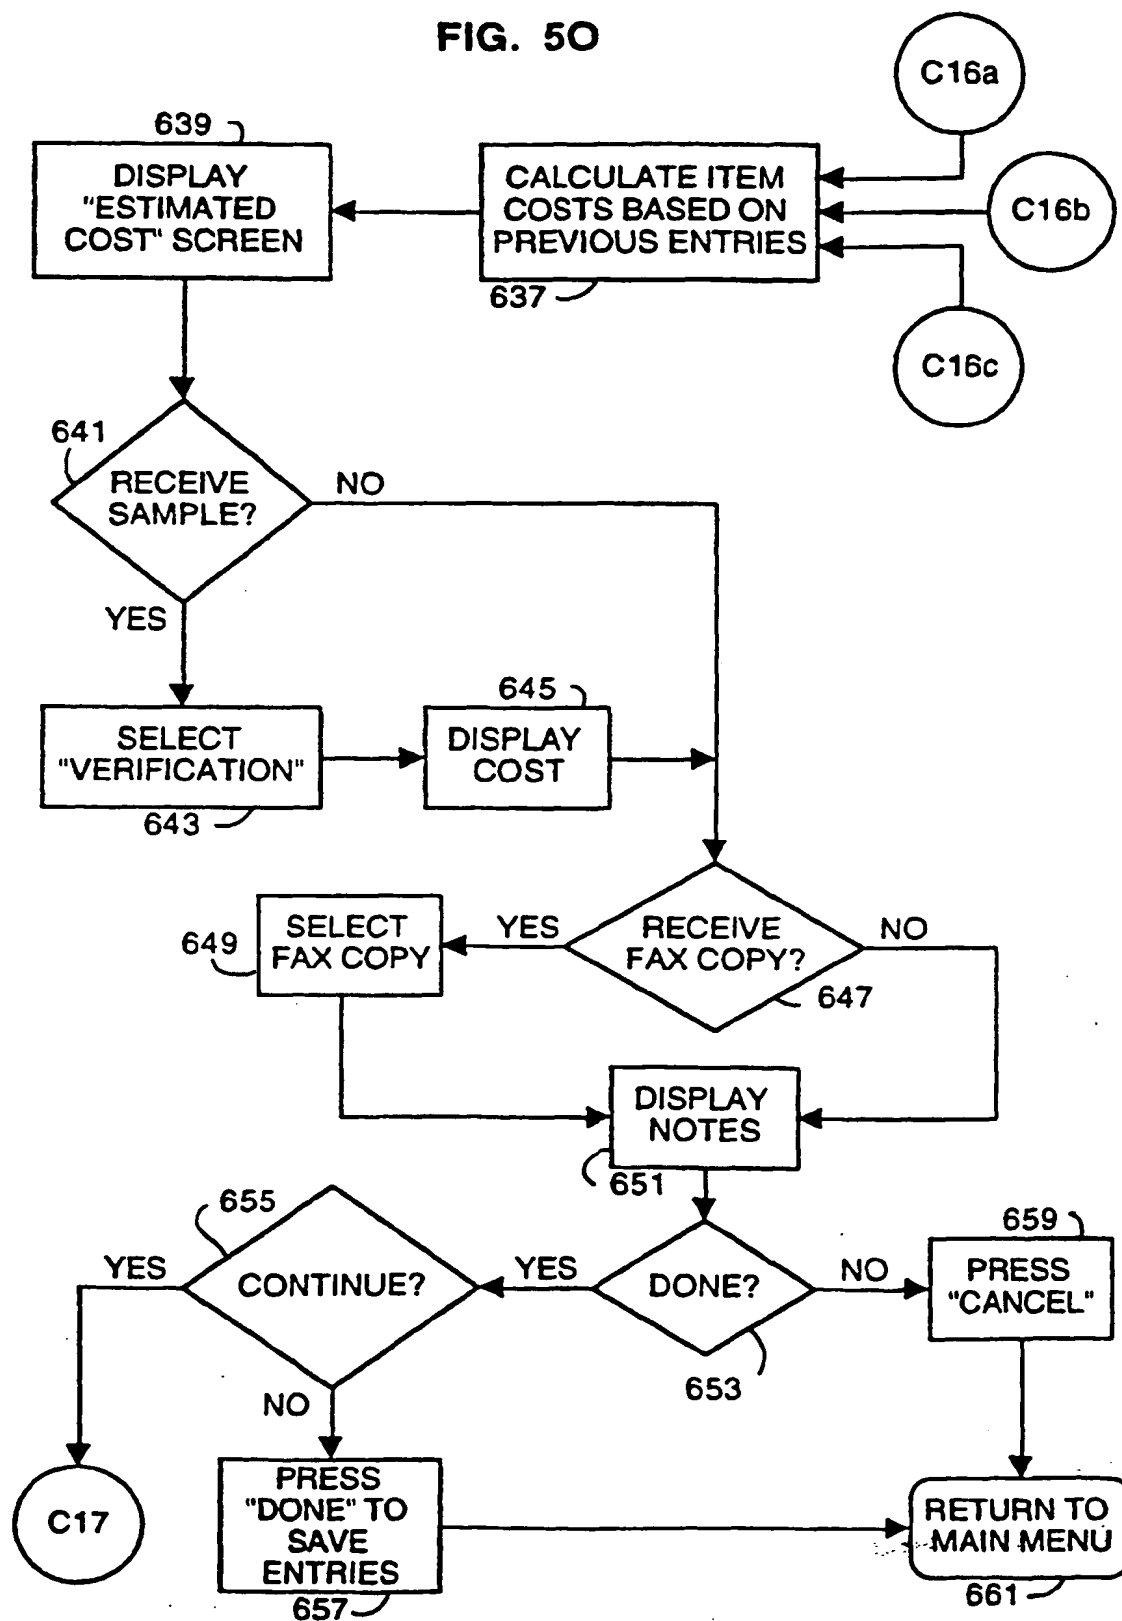 FIG. 50
C16a
639
DISPLAY
"ESTIMATED
COST" SCREEN
CALCULATE ITEM
COSTS BASED ON
PREVIOUS ENTRIES
637
C16b
C16c
641
RECEIVE
SAMPLE?
NO
YES
645
SELECT
"VERIFICATION"
643
DISPLAY
COST
649
SELECT
FAX COPY
YES
RECEIVE
FAX COPY?
NO
647
DISPLAY
NOTES
651
655
YES
CONTINUE?
YES
DONE?
NO
653
659
PRESS
"CANCEL"
NO
C17
PRESS
"DONE" TO
SAVE
ENTRIES
657
RETURN TO
MAIN MENU
661